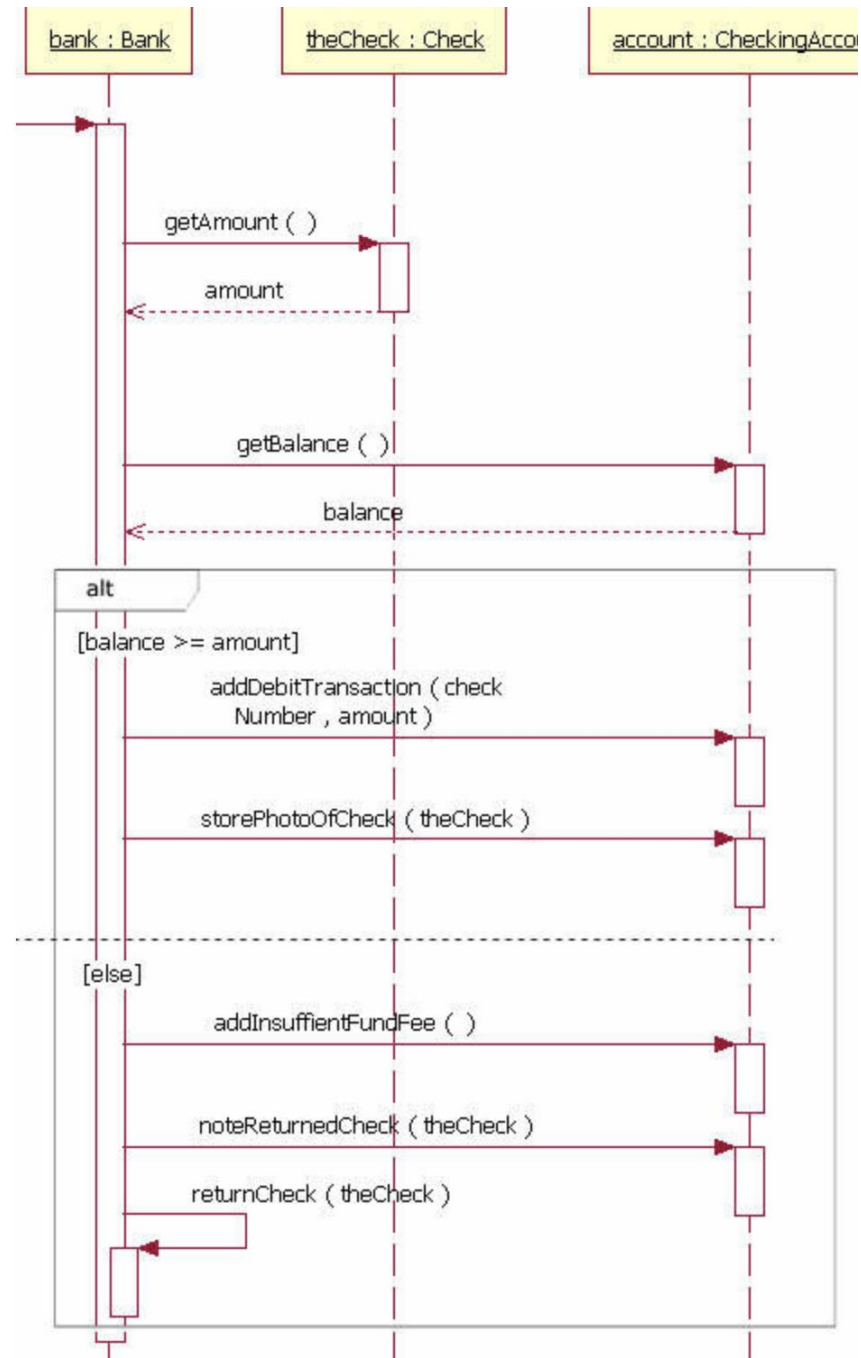 bank : Bank
theCheck : Check
account : CheckingAccou
getAmount ( )
amount
getBalance ( )
balance
alt
[balance >= amount]
addDebitTransaction ( check
Number , amount )
storePhotoOfCheck ( theCheck )
[else]
addInsuffientFundFee ( )
noteReturnedCheck ( theCheck )
returnCheck ( theCheck )